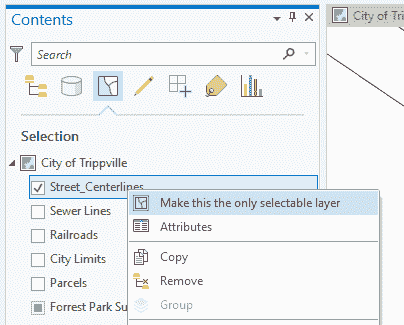 Contents
City of Tripp
Search
Selection
City of Trippville
Street_Centerlines
Make this the only selectable layer
Sewer Lines
Attributes
Railroads
City Limits
Copy
Parcels
Remove
Forrest Park Su
Group